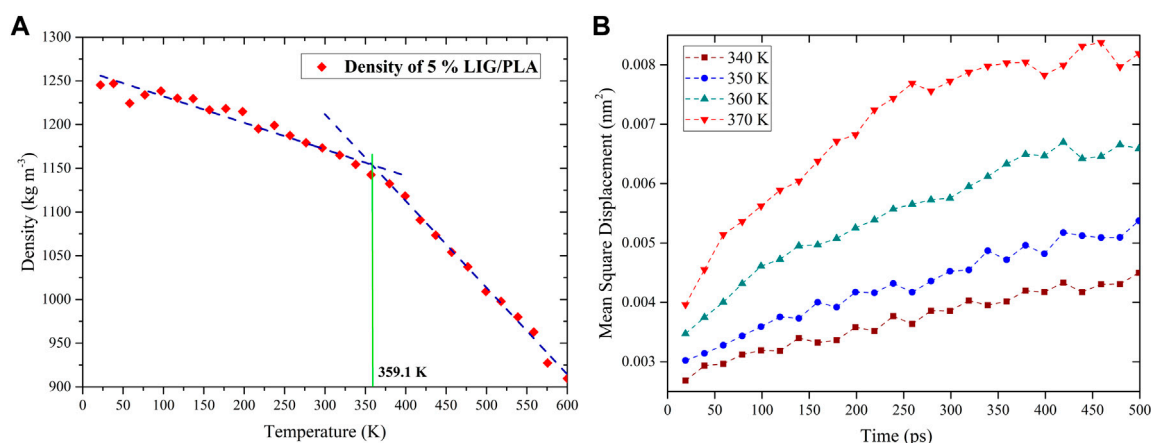 A
1300
1250
1200
1150
1100
1050
1000
950
900
Density (kg m⁻³)
Density of 5 % LIG/PLA
359.1 K
0 50 100 150 200 250 300 350 400 450 500 550 600
Temperature (K)
B
0.008
0.007
0.006
0.005
0.004
0.003
Mean Square Displacement (nm²)
340 K
350 K
360 K
370 K
0 50 100 150 200 250 300 350 400 450 500
Time (ps)